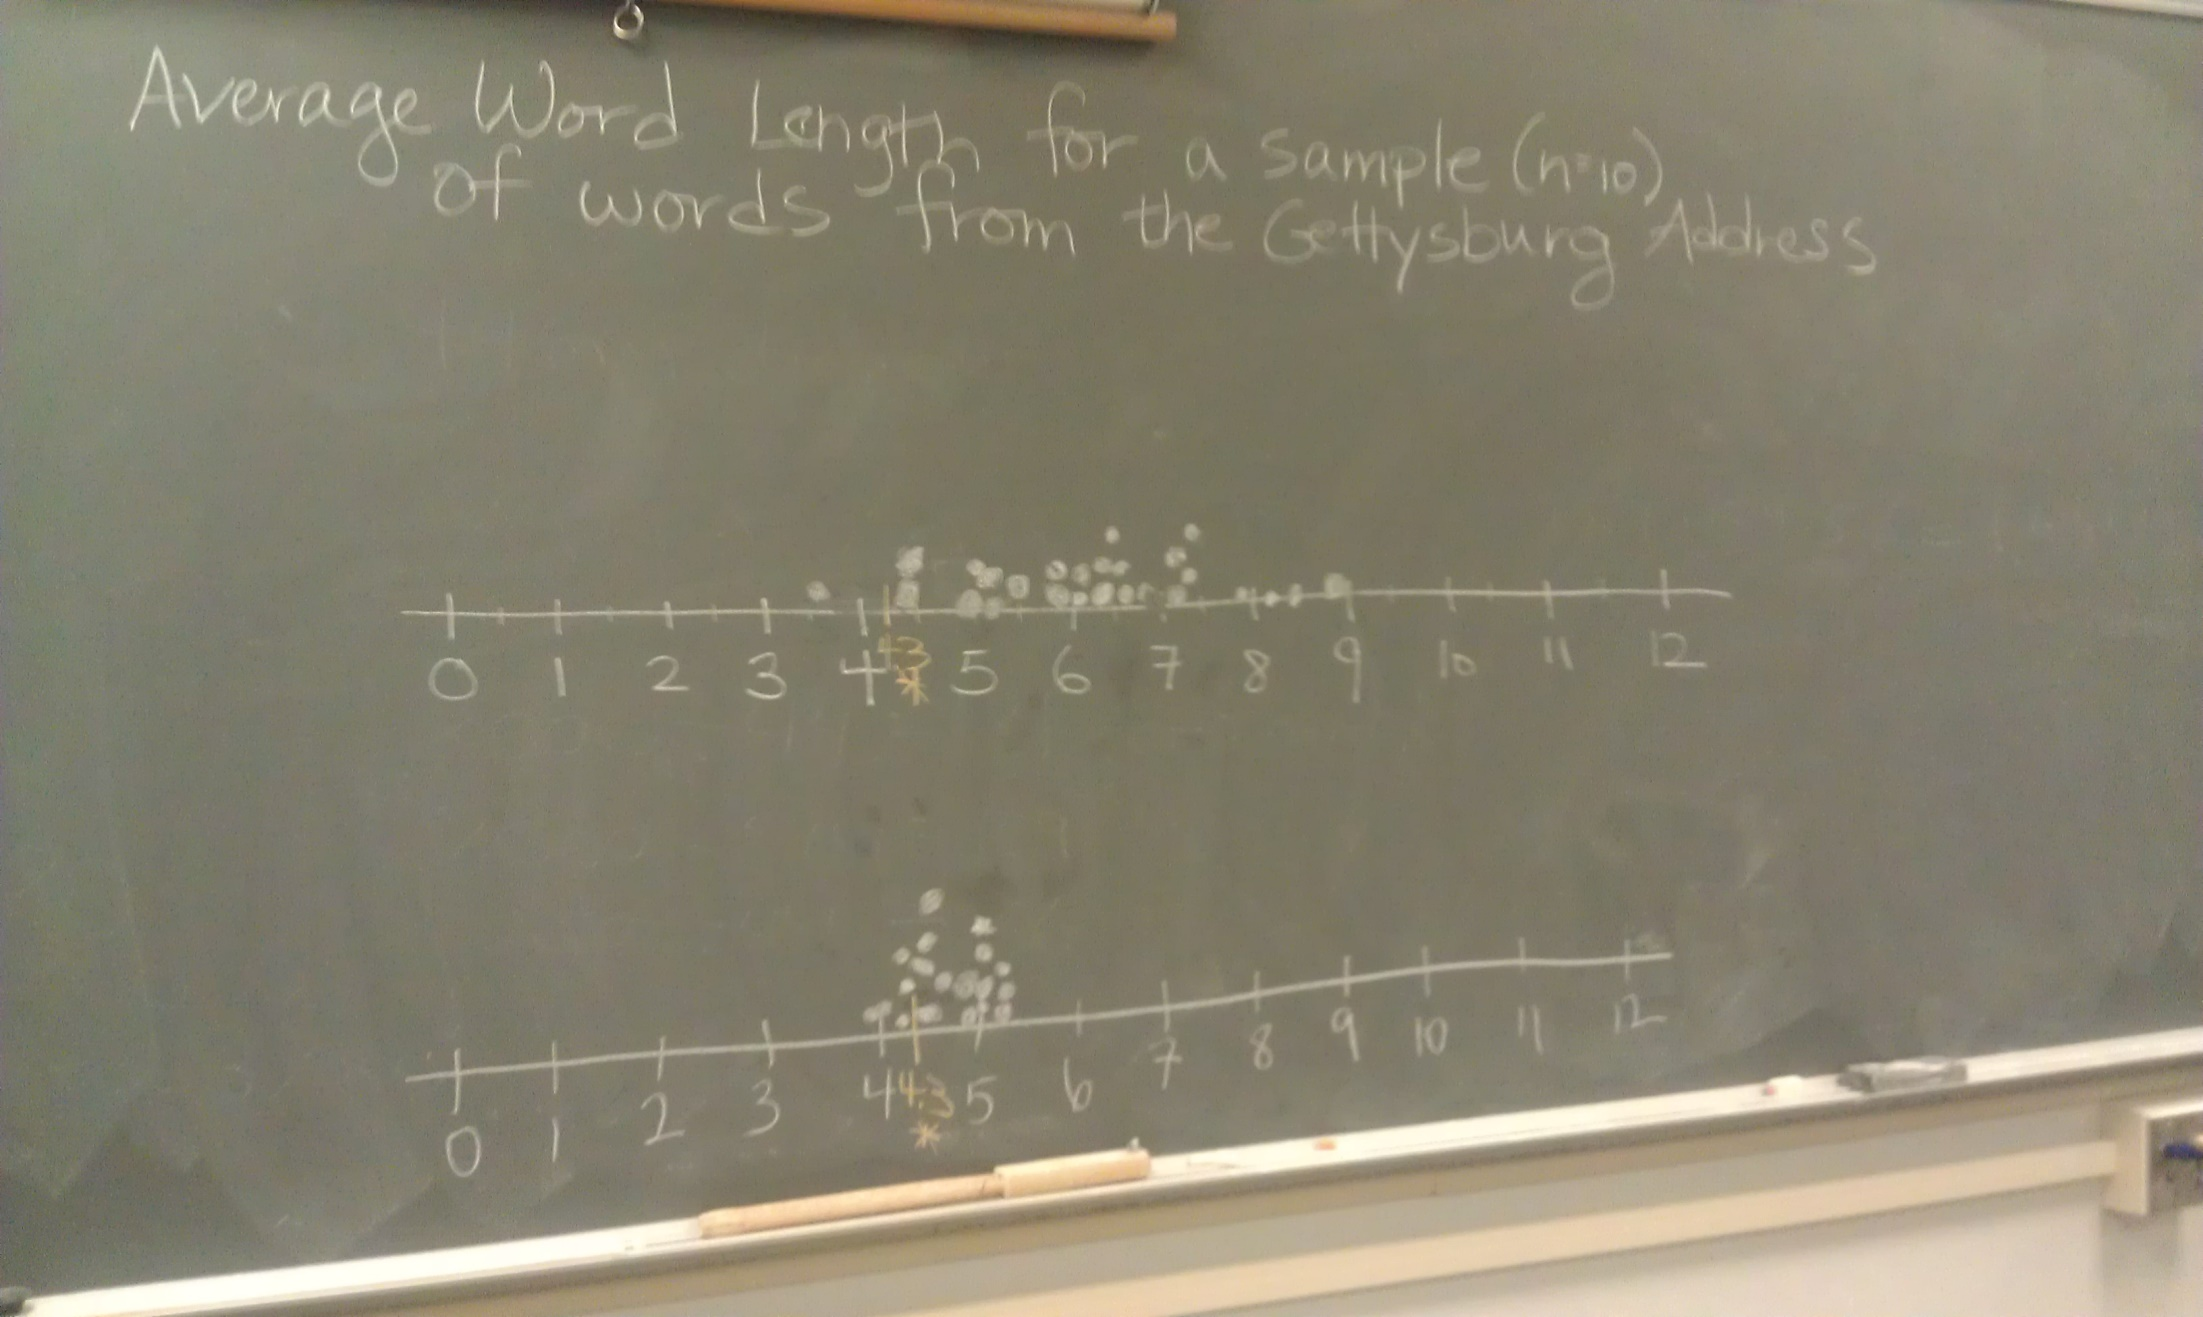 Average Word Length for a sample (n=10)
of words from the Gettysburg Address
0 1 2 3 4 4.3 5 6 7 8 9 10 11 12
*
0 1 2 3 4 4.3 5 6 7 8 9 10 11 12
*